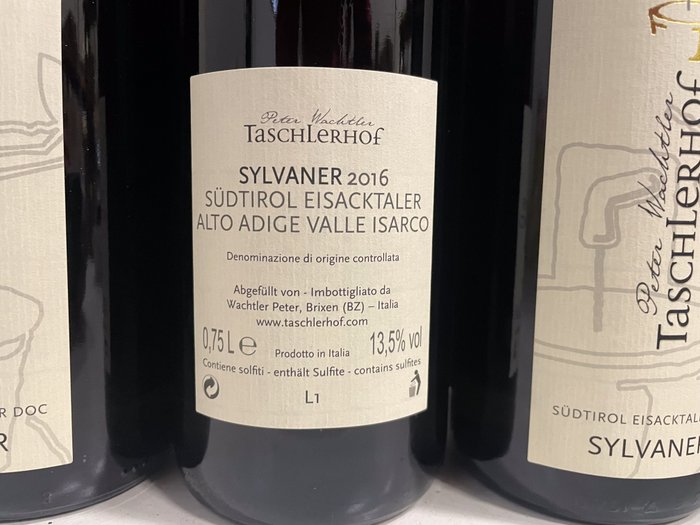 Peter Wachtler
TASCHLERHOF
SYLVANER 2016
SÜDTIROL EISACKTALER
ALTO ADIGE VALLE ISARCO
Denominazione di origine controllata
Abgefüllt von - Imbottigliato da
Wachtler Peter, Brixen (BZ) – Italia
www.taschlerhof.com
0,75 L e Prodotto in Italia 13,5% vol
Contiene solfiti - enthält Sulfite - contains sulfites
L1
DOC
Peter Wachtler
TASCHLERHOF
SÜDTIROL EISACKTALER
SYLVANER